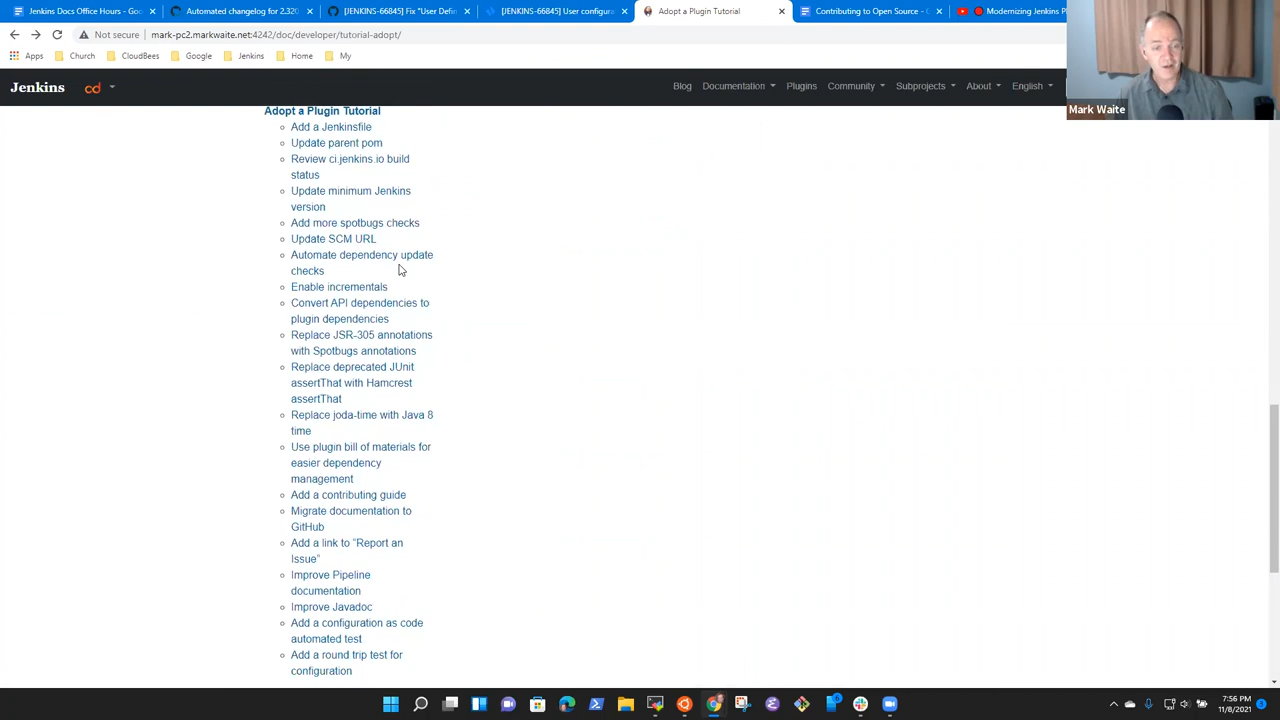 Jenkins Docs Office Hours - Goo
Automated changelog for 2.320
[JENKINS-66845] Fix "User Defin
[JENKINS-66845] User configura
Adopt a Plugin Tutorial
Contributing to Open Source - G
Modernizing Jenkins Pl
Not secure
mark-pc2.markwaite.net:4242/doc/developer/tutorial-adopt/
Apps
Church
CloudBees
Google
Jenkins
Home
My
Mark Waite
Jenkins
cd
Blog
Documentation
Plugins
Community
Subprojects
About
English
Adopt a Plugin Tutorial
Add a Jenkinsfile
Update parent pom
Review ci.jenkins.io build
status
Update minimum Jenkins
version
Add more spotbugs checks
Update SCM URL
Automate dependency update
checks
Enable incrementals
Convert API dependencies to
plugin dependencies
Replace JSR-305 annotations
with Spotbugs annotations
Replace deprecated JUnit
assertThat with Hamcrest
assertThat
Replace joda-time with Java 8
time
Use plugin bill of materials for
easier dependency
management
Add a contributing guide
Migrate documentation to
GitHub
Add a link to "Report an
Issue"
Improve Pipeline
documentation
Improve Javadoc
Add a configuration as code
automated test
Add a round trip test for
configuration
7:56 PM
11/8/2021